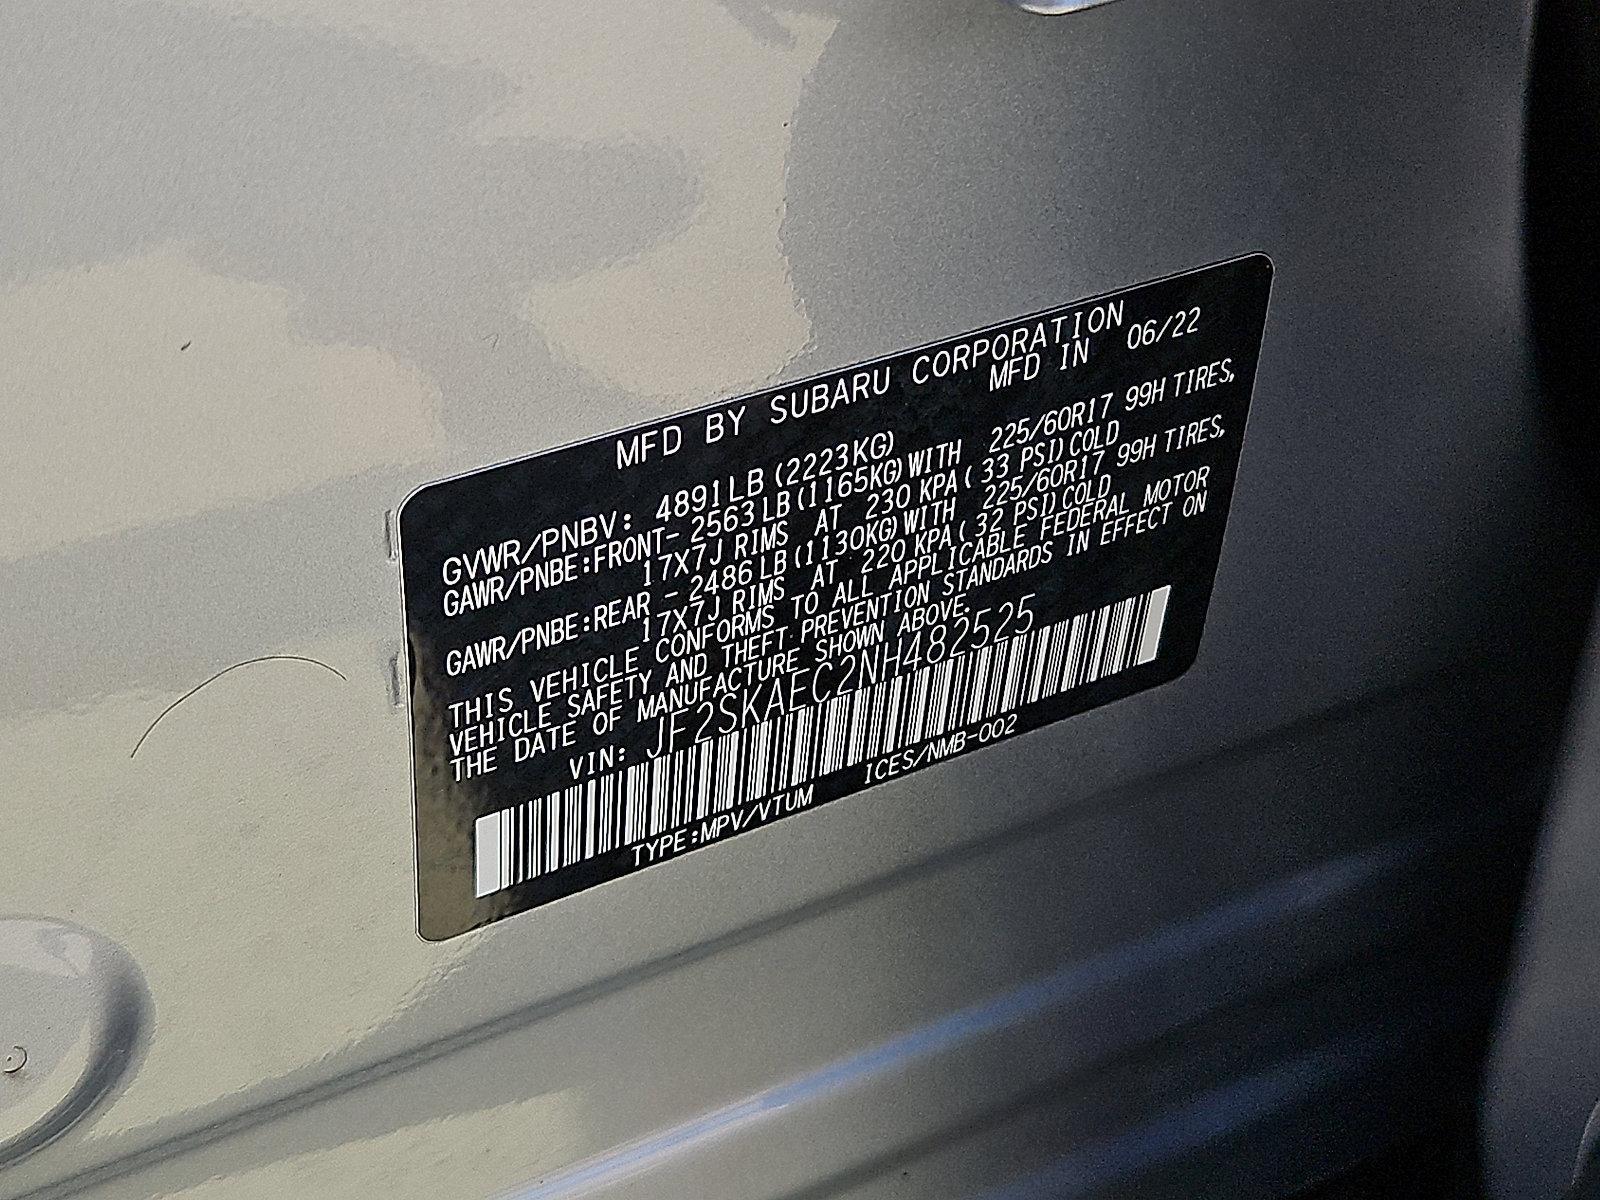 MFD BY SUBARU CORPORATION
MFD IN 06/22
GVWR/PNBV: 4891LB (2223KG)
GAWR/PNBE:FRONT- 2563LB (1165KG) WITH 225/60R17 99H TIRES,
17X7J RIMS AT 230 KPA ( 33 PSI) COLD
GAWR/PNBE:REAR - 2486LB (1130KG) WITH 225/60R17 99H TIRES,
17X7J RIMS AT 220 KPA ( 32 PSI) COLD
THIS VEHICLE CONFORMS TO ALL APPLICABLE FEDERAL MOTOR
VEHICLE SAFETY AND THEFT PREVENTION STANDARDS IN EFFECT ON
THE DATE OF MANUFACTURE SHOWN ABOVE.
VIN: JF2SKAEC2NH482525
TYPE:MPV/VTUM ICES/NMB-002